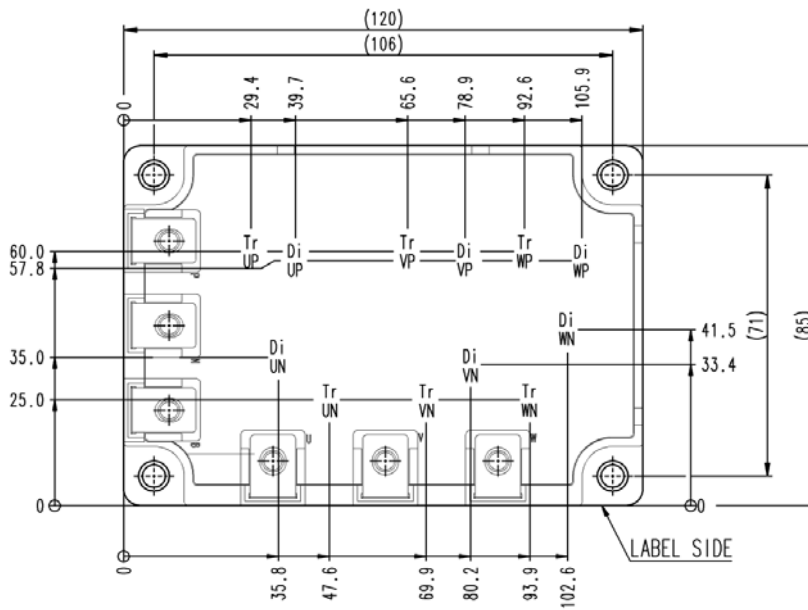 (120)
(106)
0
29.4
39.7
65.6
78.9
92.6
105.9
60.0
57.8
35.0
25.0
0
Tr
UP
Di
UP
Tr
VP
Di
VP
Tr
WP
Di
WP
Di
UN
Tr
UN
Tr
VN
Di
VN
Tr
WN
Di
WN
P
N
B
U
V
W
41.5
33.4
0
(71)
(85)
LABEL SIDE
0
35.8
47.6
69.9
80.2
93.9
102.6